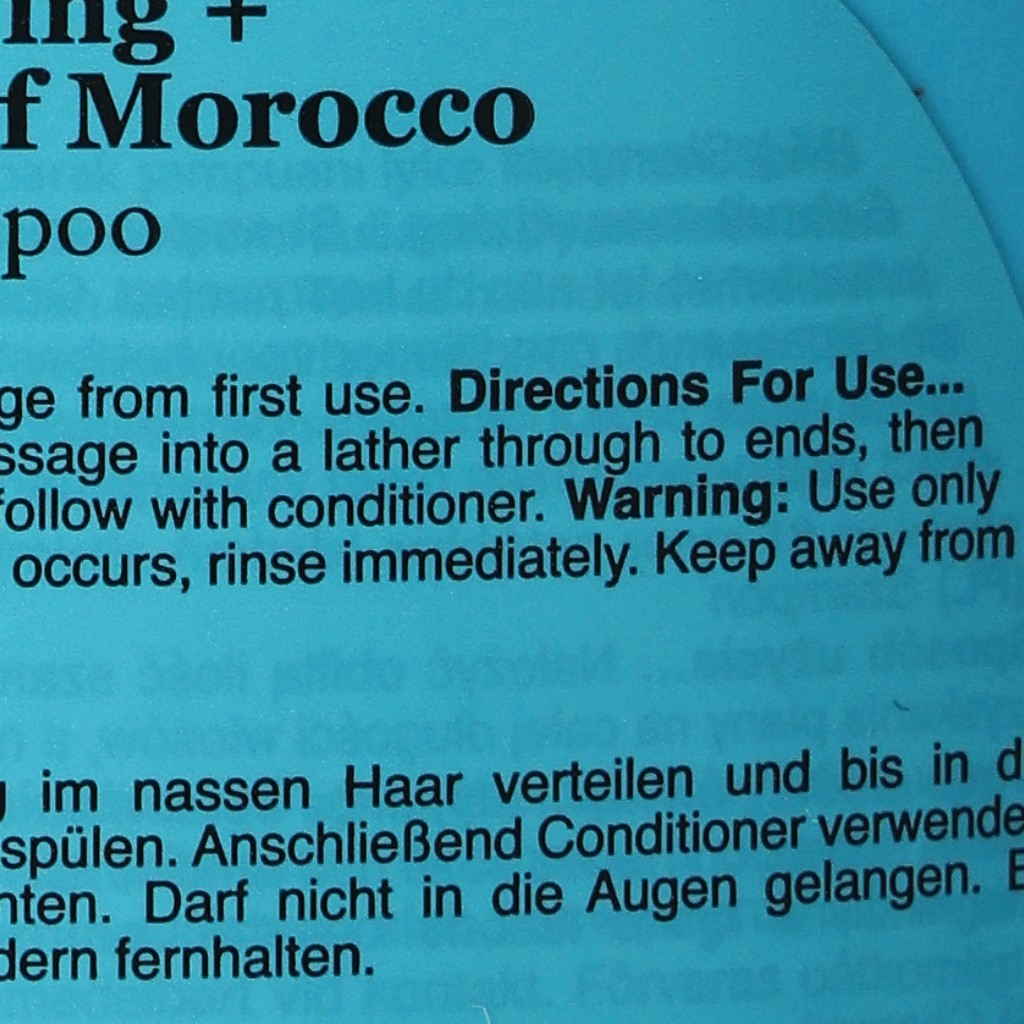 ing +
f Morocco
poo
ge from first use. Directions For Use...
ssage into a lather through to ends, then
follow with conditioner. Warning: Use only
occurs, rinse immediately. Keep away from
im nassen Haar verteilen und bis in d
spülen. Anschließend Conditioner verwende
nten. Darf nicht in die Augen gelangen. E
dern fernhalten.